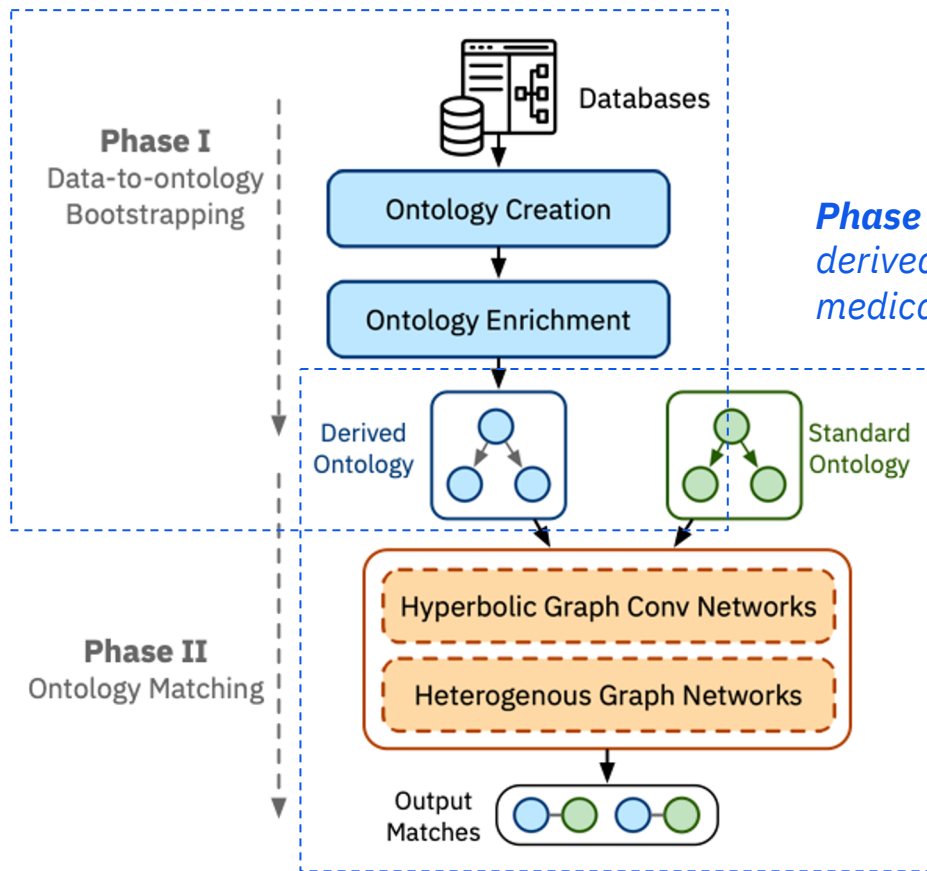 Databases
Phase I
Data-to-ontology
Bootstrapping
Ontology Creation
Phase
derived
Ontology Enrichment
Derived
Ontology
Standard
Ontology
Hyperbolic Graph Conv Networks
Phase II
Ontology Matching
Heterogenous Graph Networks
Output
Matches